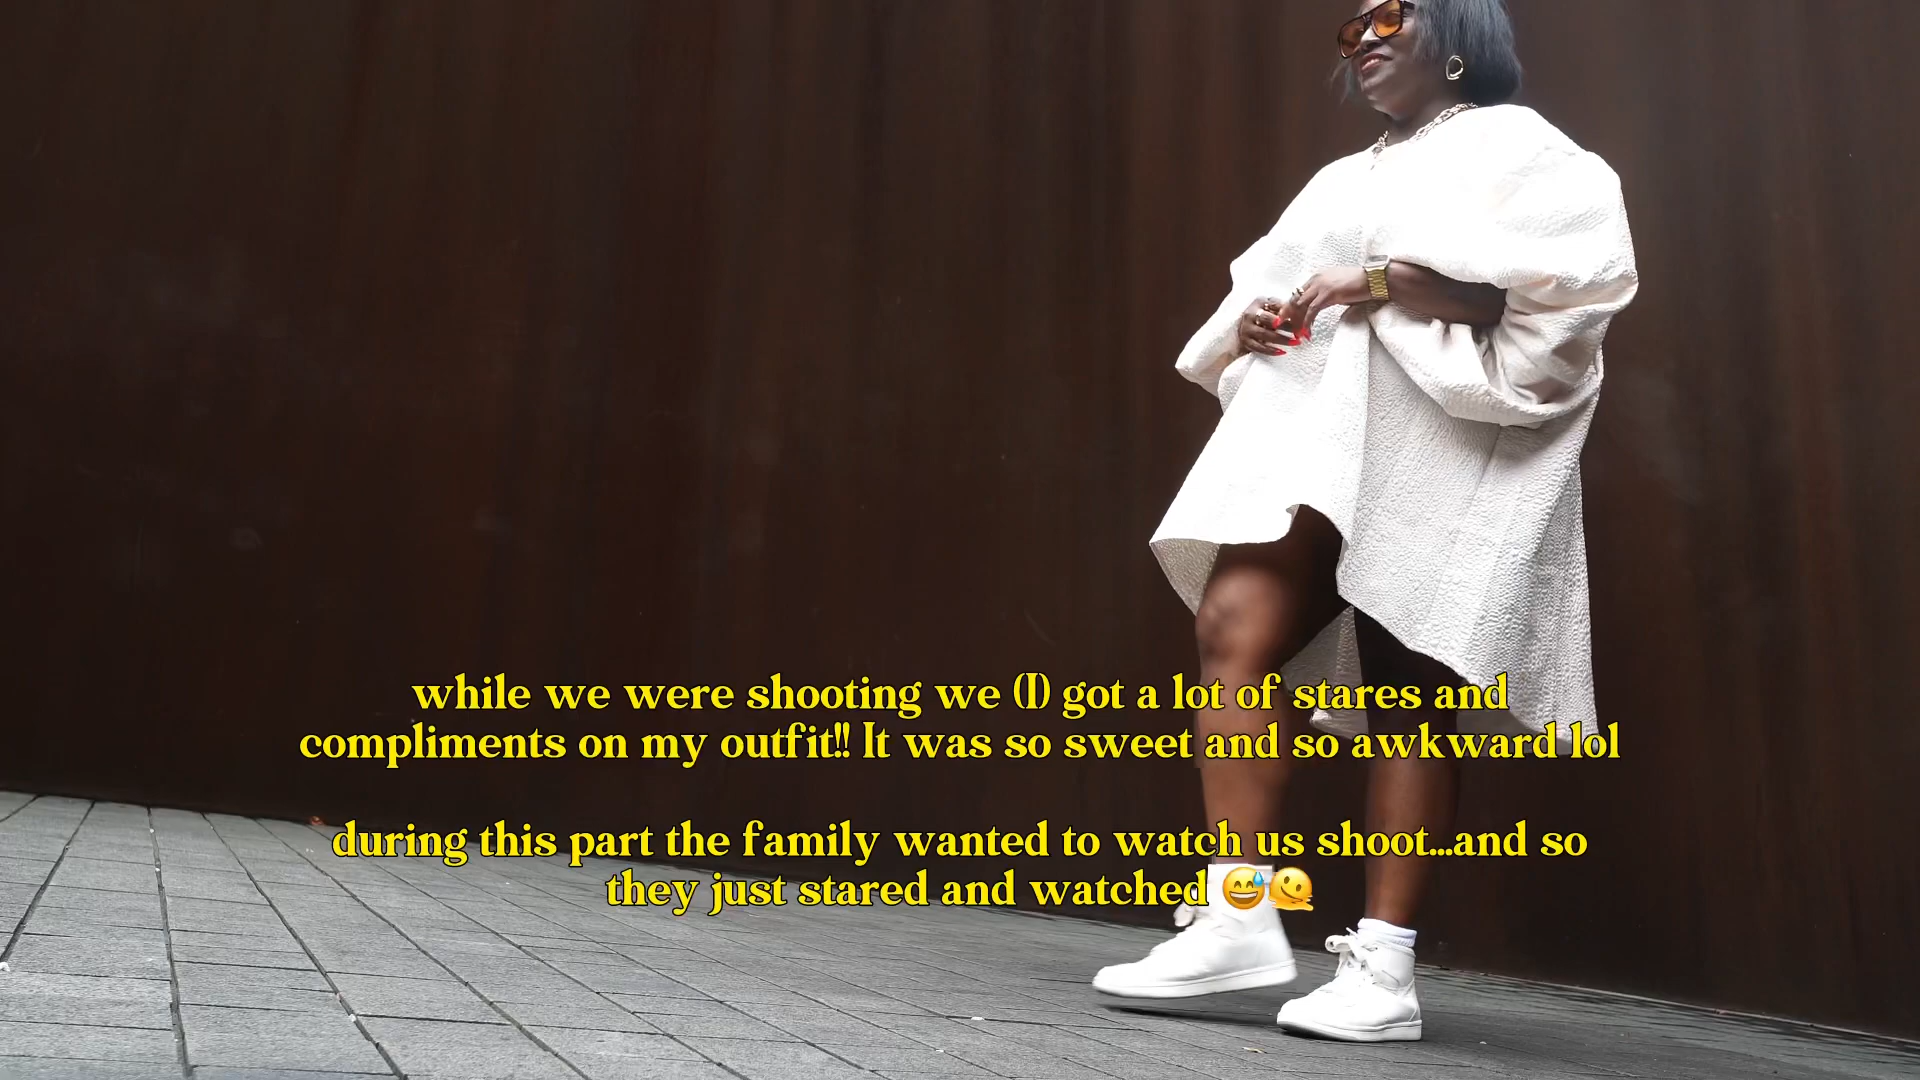 while we were shooting we (I) got a lot of stares and
compliments on my outfit!! It was so sweet and so awkward lol
during this part the family wanted to watch us shoot...and so
they just stared and watched 😅🫠